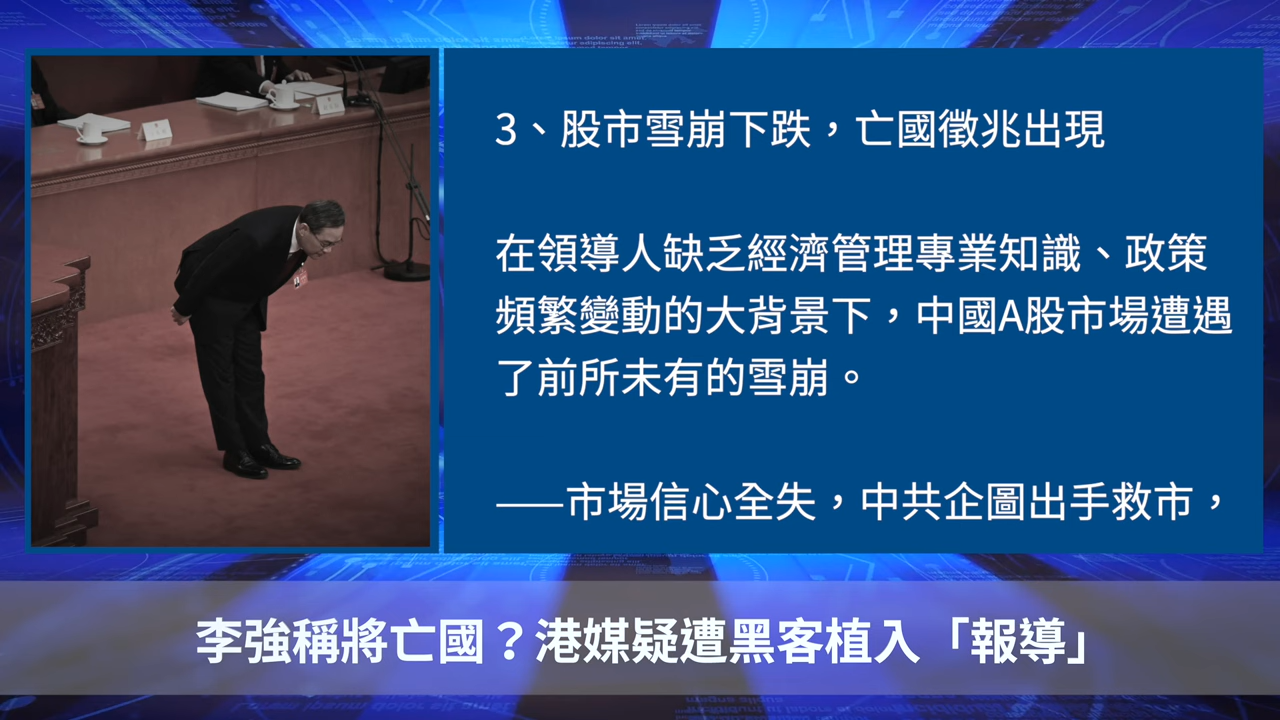 3、股市雪崩下跌，亡國徵兆出現
在領導人缺乏經濟管理專業知識、政策
頻繁變動的大背景下，中國A股市場遭遇
了前所未有的雪崩。
——市場信心全失，中共企圖出手救市，
李強稱將亡國？港媒疑遭黑客植入「報導」